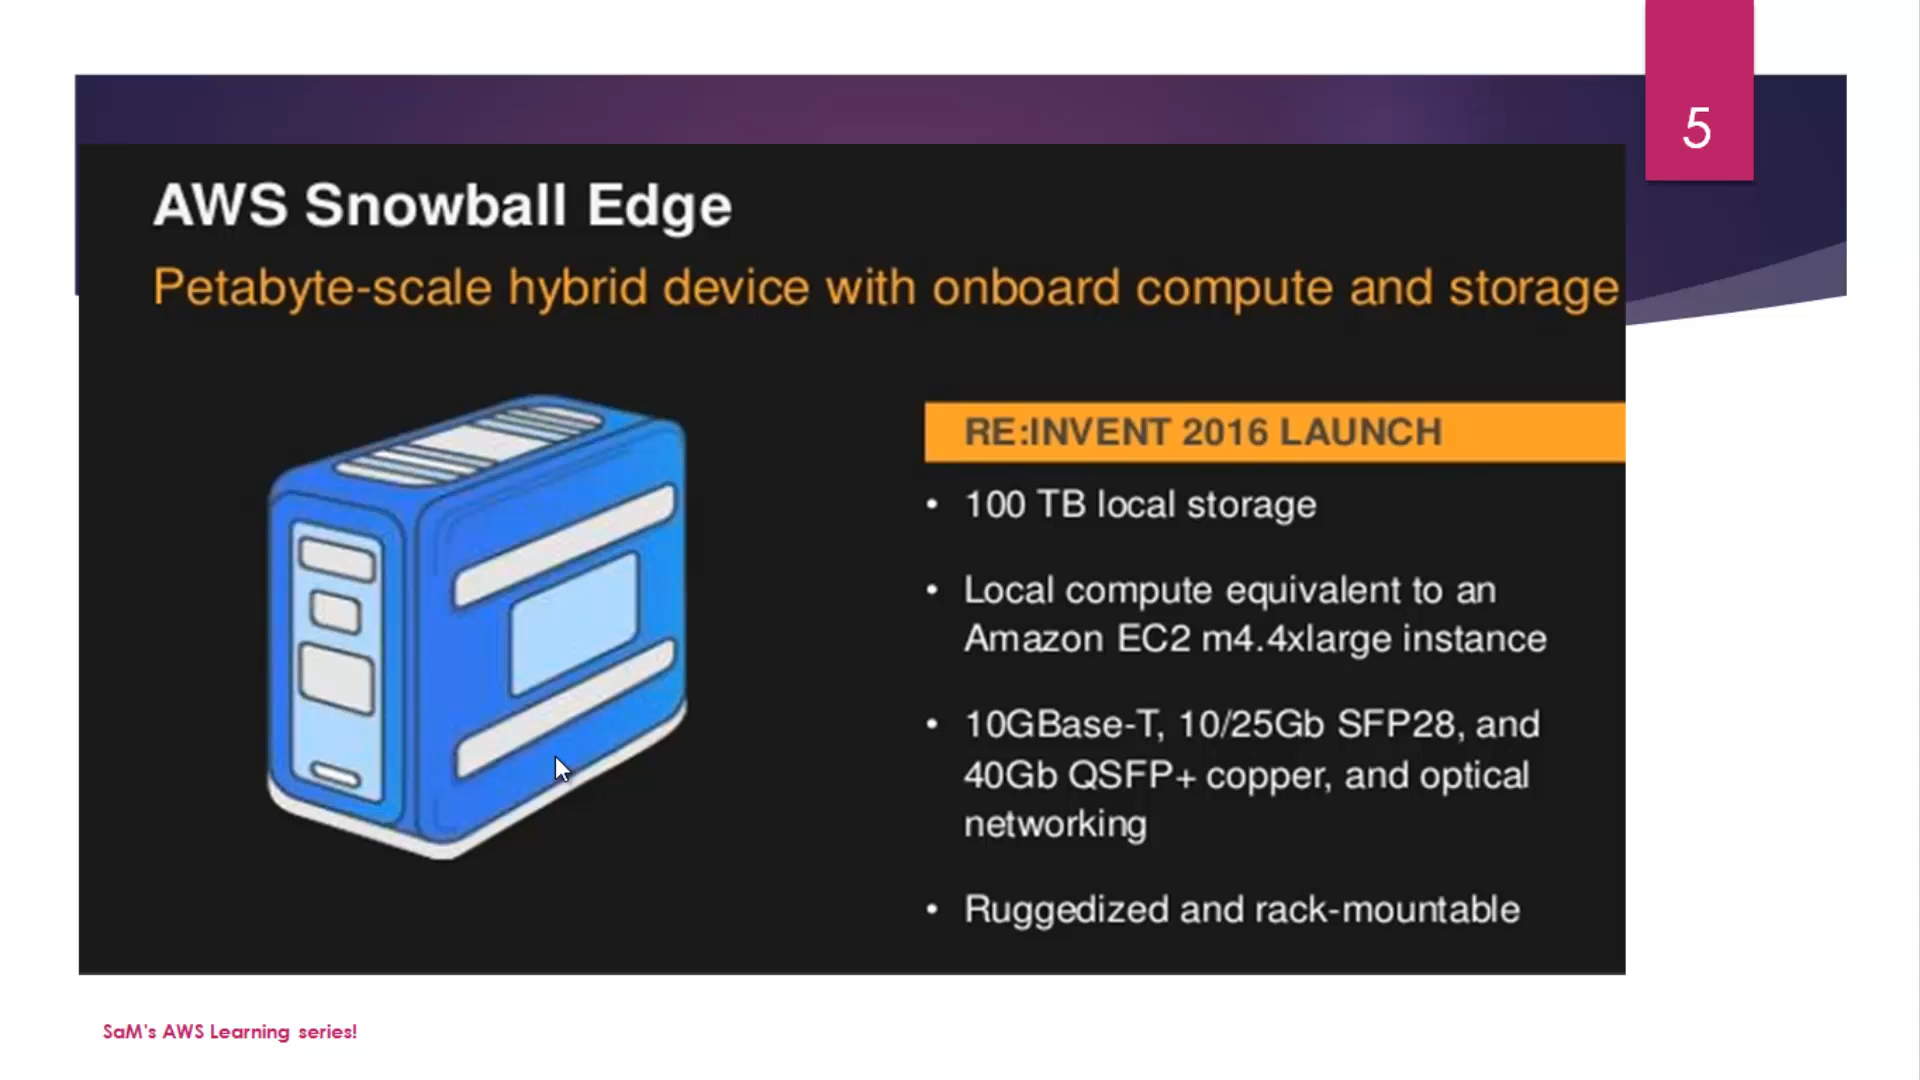 5
AWS Snowball Edge
Petabyte-scale hybrid device with onboard compute and storage
RE:INVENT 2016 LAUNCH
• 100 TB local storage
• Local compute equivalent to an
Amazon EC2 m4.4xlarge instance
• 10GBase-T, 10/25Gb SFP28, and
40Gb QSFP+ copper, and optical
networking
• Ruggedized and rack-mountable
SaM's AWS Learning series!